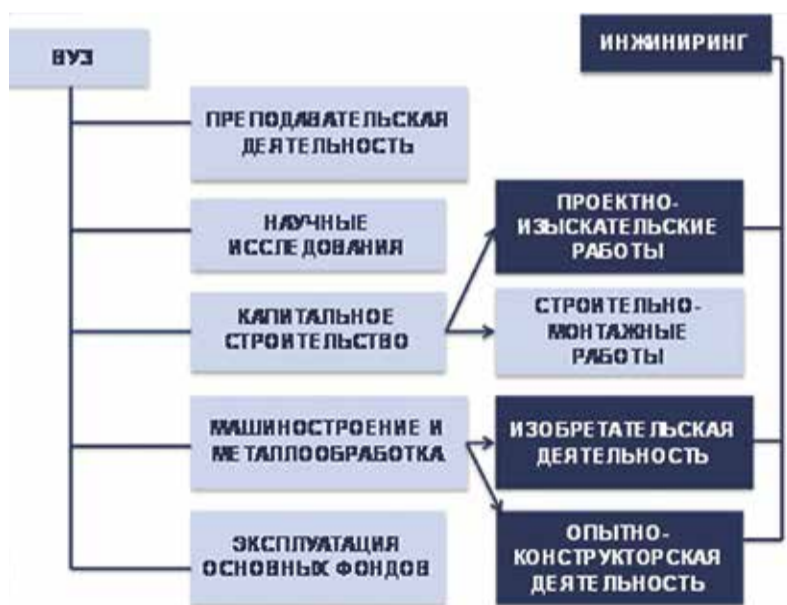 ВУЗ
ИНЖИНИРИНГ
ПРЕПОДАВАТЕЛЬСКАЯ
ДЕЯТЕЛЬНОСТЬ
НАУЧНЫЕ
ИССЛЕДОВАНИЯ
КАПИТАЛЬНОЕ
СТРОИТЕЛЬСТВО
МАШИНОСТРОЕНИЕ И
МЕТАЛЛООБРАБОТКА
ЭКСПЛУАТАЦИЯ
ОСНОВНЫХ ФОНДОВ
ПРОЕКТНО-
ИЗЫСКАТЕЛЬСКИЕ
РАБОТЫ
СТРОИТЕЛЬНО-
МОНТАЖНЫЕ
РАБОТЫ
ИЗОБРЕТАТЕЛЬСКАЯ
ДЕЯТЕЛЬНОСТЬ
ОПЫТНО-
КОНСТРУКТОРСКАЯ
ДЕЯТЕЛЬНОСТЬ